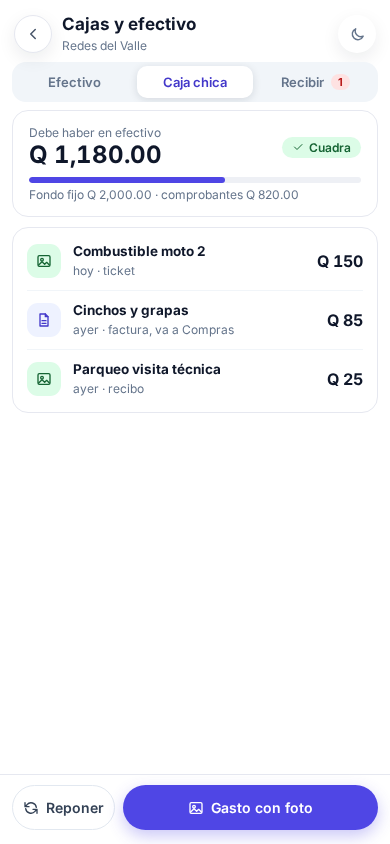 Cajas y efectivo
Redes del Valle
Efectivo
Caja chica
Recibir 1
Debe haber en efectivo
Q 1,180.00
Cuadra
Fondo fijo Q 2,000.00 · comprobantes Q 820.00
Combustible moto 2
hoy · ticket
Q 150
Cinchos y grapas
ayer · factura, va a Compras
Q 85
Parqueo visita técnica
ayer · recibo
Q 25
Reponer
Gasto con foto